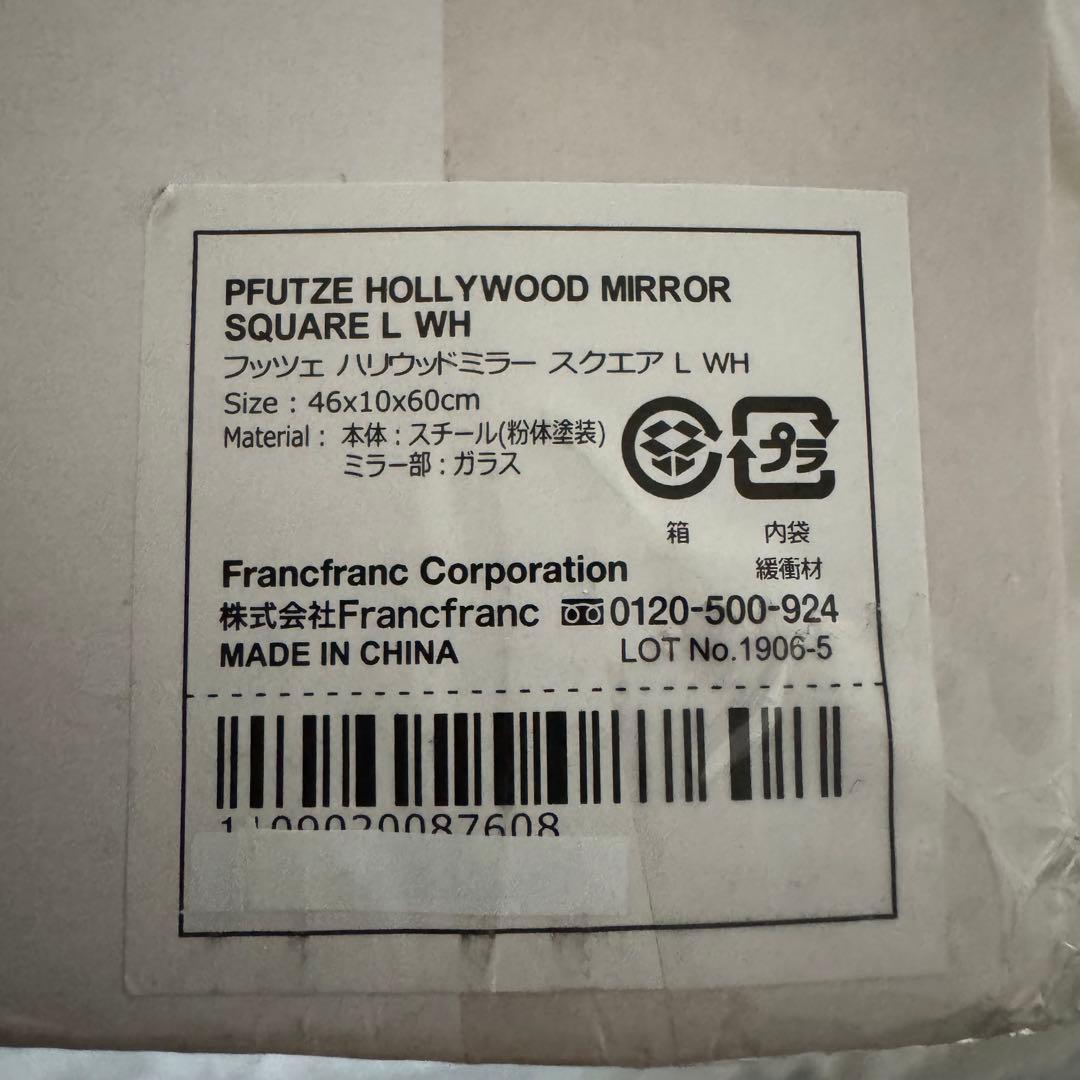 PFUTZE HOLLYWOOD MIRROR
SQUARE L WH
フッツェ ハリウッドミラー スクエア L WH
Size : 46x10x60cm
Material : 本体 : スチール(粉体塗装)
ミラー部 : ガラス
プラ
箱 内袋
緩衝材
Francfranc Corporation
株式会社Francfranc 0120-500-924
MADE IN CHINA LOT No.1906-5